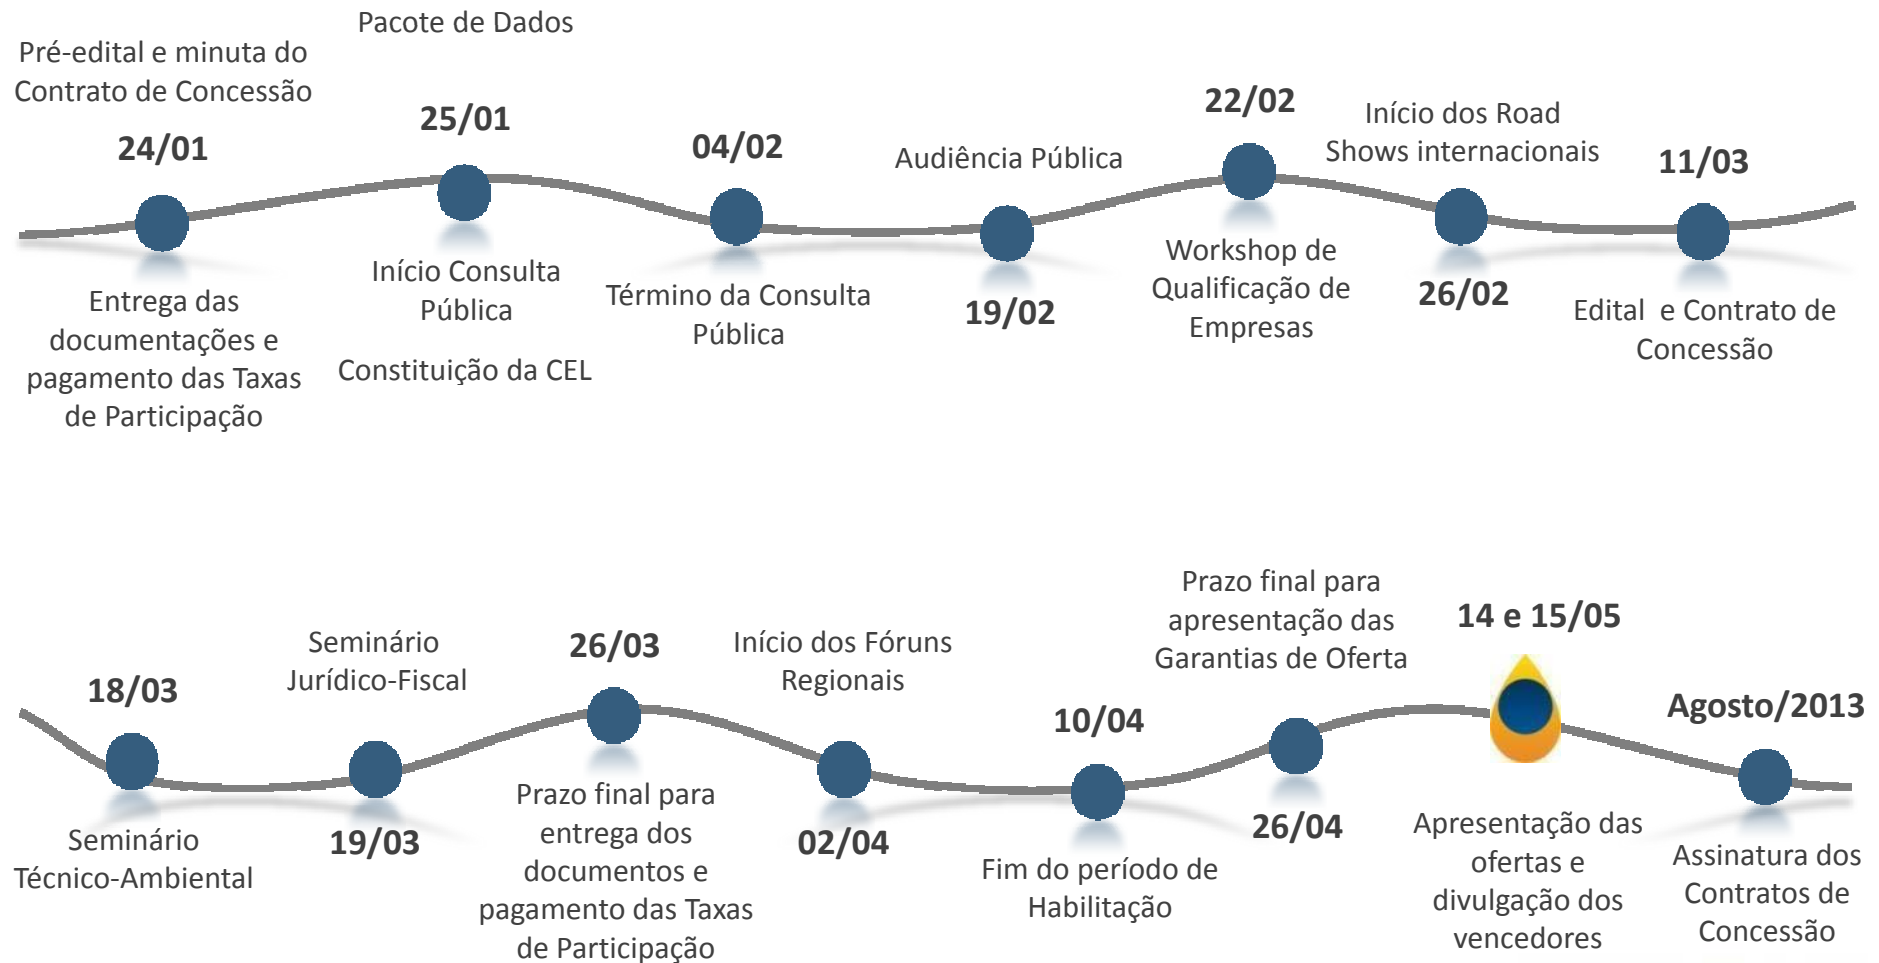 Pré-edital e minuta do
Contrato de Concessão
24/01
Entrega das
documentações e
pagamento das Taxas
de Participação
Pacote de Dados
25/01
Início Consulta
Pública
Constituição da CEL
04/02
Término da Consulta
Pública
Audiência Pública
19/02
22/02
Workshop de
Qualificação de
Empresas
Início dos Road
Shows internacionais
26/02
11/03
Edital e Contrato de
Concessão
18/03
Seminário
Técnico-Ambiental
Seminário
Jurídico-Fiscal
19/03
26/03
Prazo final para
entrega dos
documentos e
pagamento das Taxas
de Participação
Início dos Fóruns
Regionais
02/04
10/04
Fim do período de
Habilitação
Prazo final para
apresentação das
Garantias de Oferta
26/04
14 e 15/05
Apresentação das
ofertas e
divulgação dos
vencedores
Agosto/2013
Assinatura dos
Contratos de
Concessão